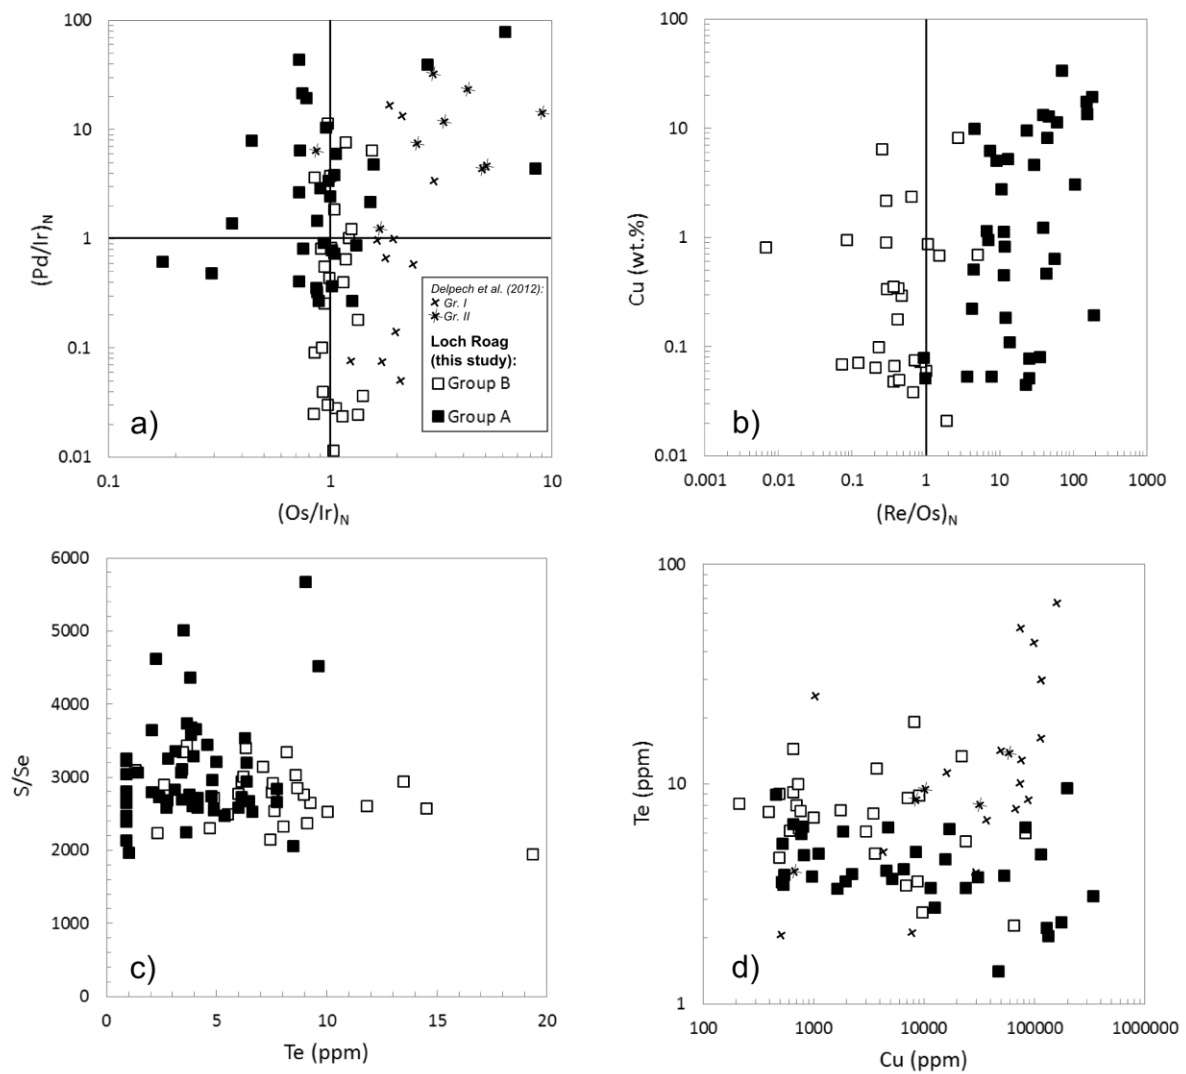 100
10
1
0.1
0.01
(Pd/Ir)N
0.1
1
10
(Os/Ir)N
a)
Delpech et al. (2012):
Gr. I
Gr. II
Loch Roag
(this study):
Group B
Group A
100
10
1
0.1
0.01
Cu (wt.%)
0.001
0.01
0.1
1
10
100
1000
(Re/Os)N
b)
6000
5000
4000
3000
2000
1000
0
S/Se
0
5
10
15
20
Te (ppm)
c)
100
10
1
Te (ppm)
100
1000
10000
100000
1000000
Cu (ppm)
d)